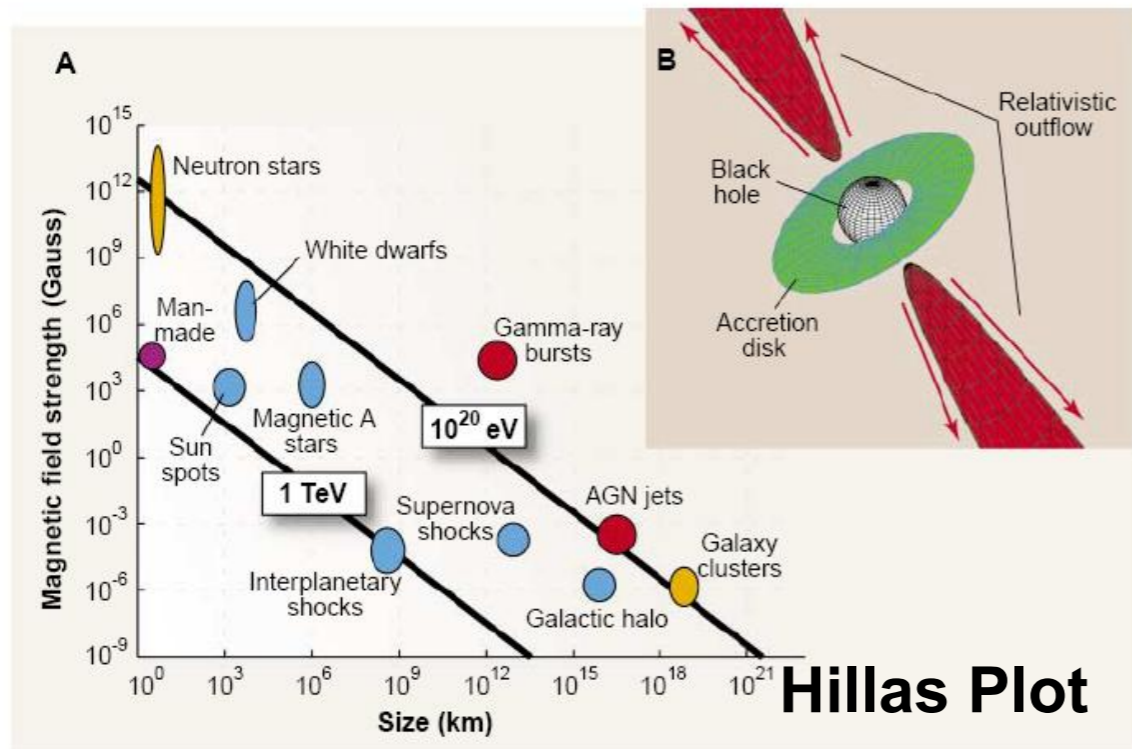 A
Magnetic field strength (Gauss)
10^15
10^12
10^9
10^6
10^3
10^0
10^-3
10^-6
10^-9
Neutron stars
White dwarfs
Man-
made
Gamma-ray
bursts
Sun
spots
Magnetic A
stars
10^20 eV
1 TeV
Supernova
shocks
AGN jets
Galaxy
clusters
Interplanetary
shocks
Galactic halo
10^0
10^3
10^6
10^9
10^12
10^15
10^18
10^21
Size (km)
B
Relativistic
outflow
Black
hole
Accretion
disk
Hillas Plot